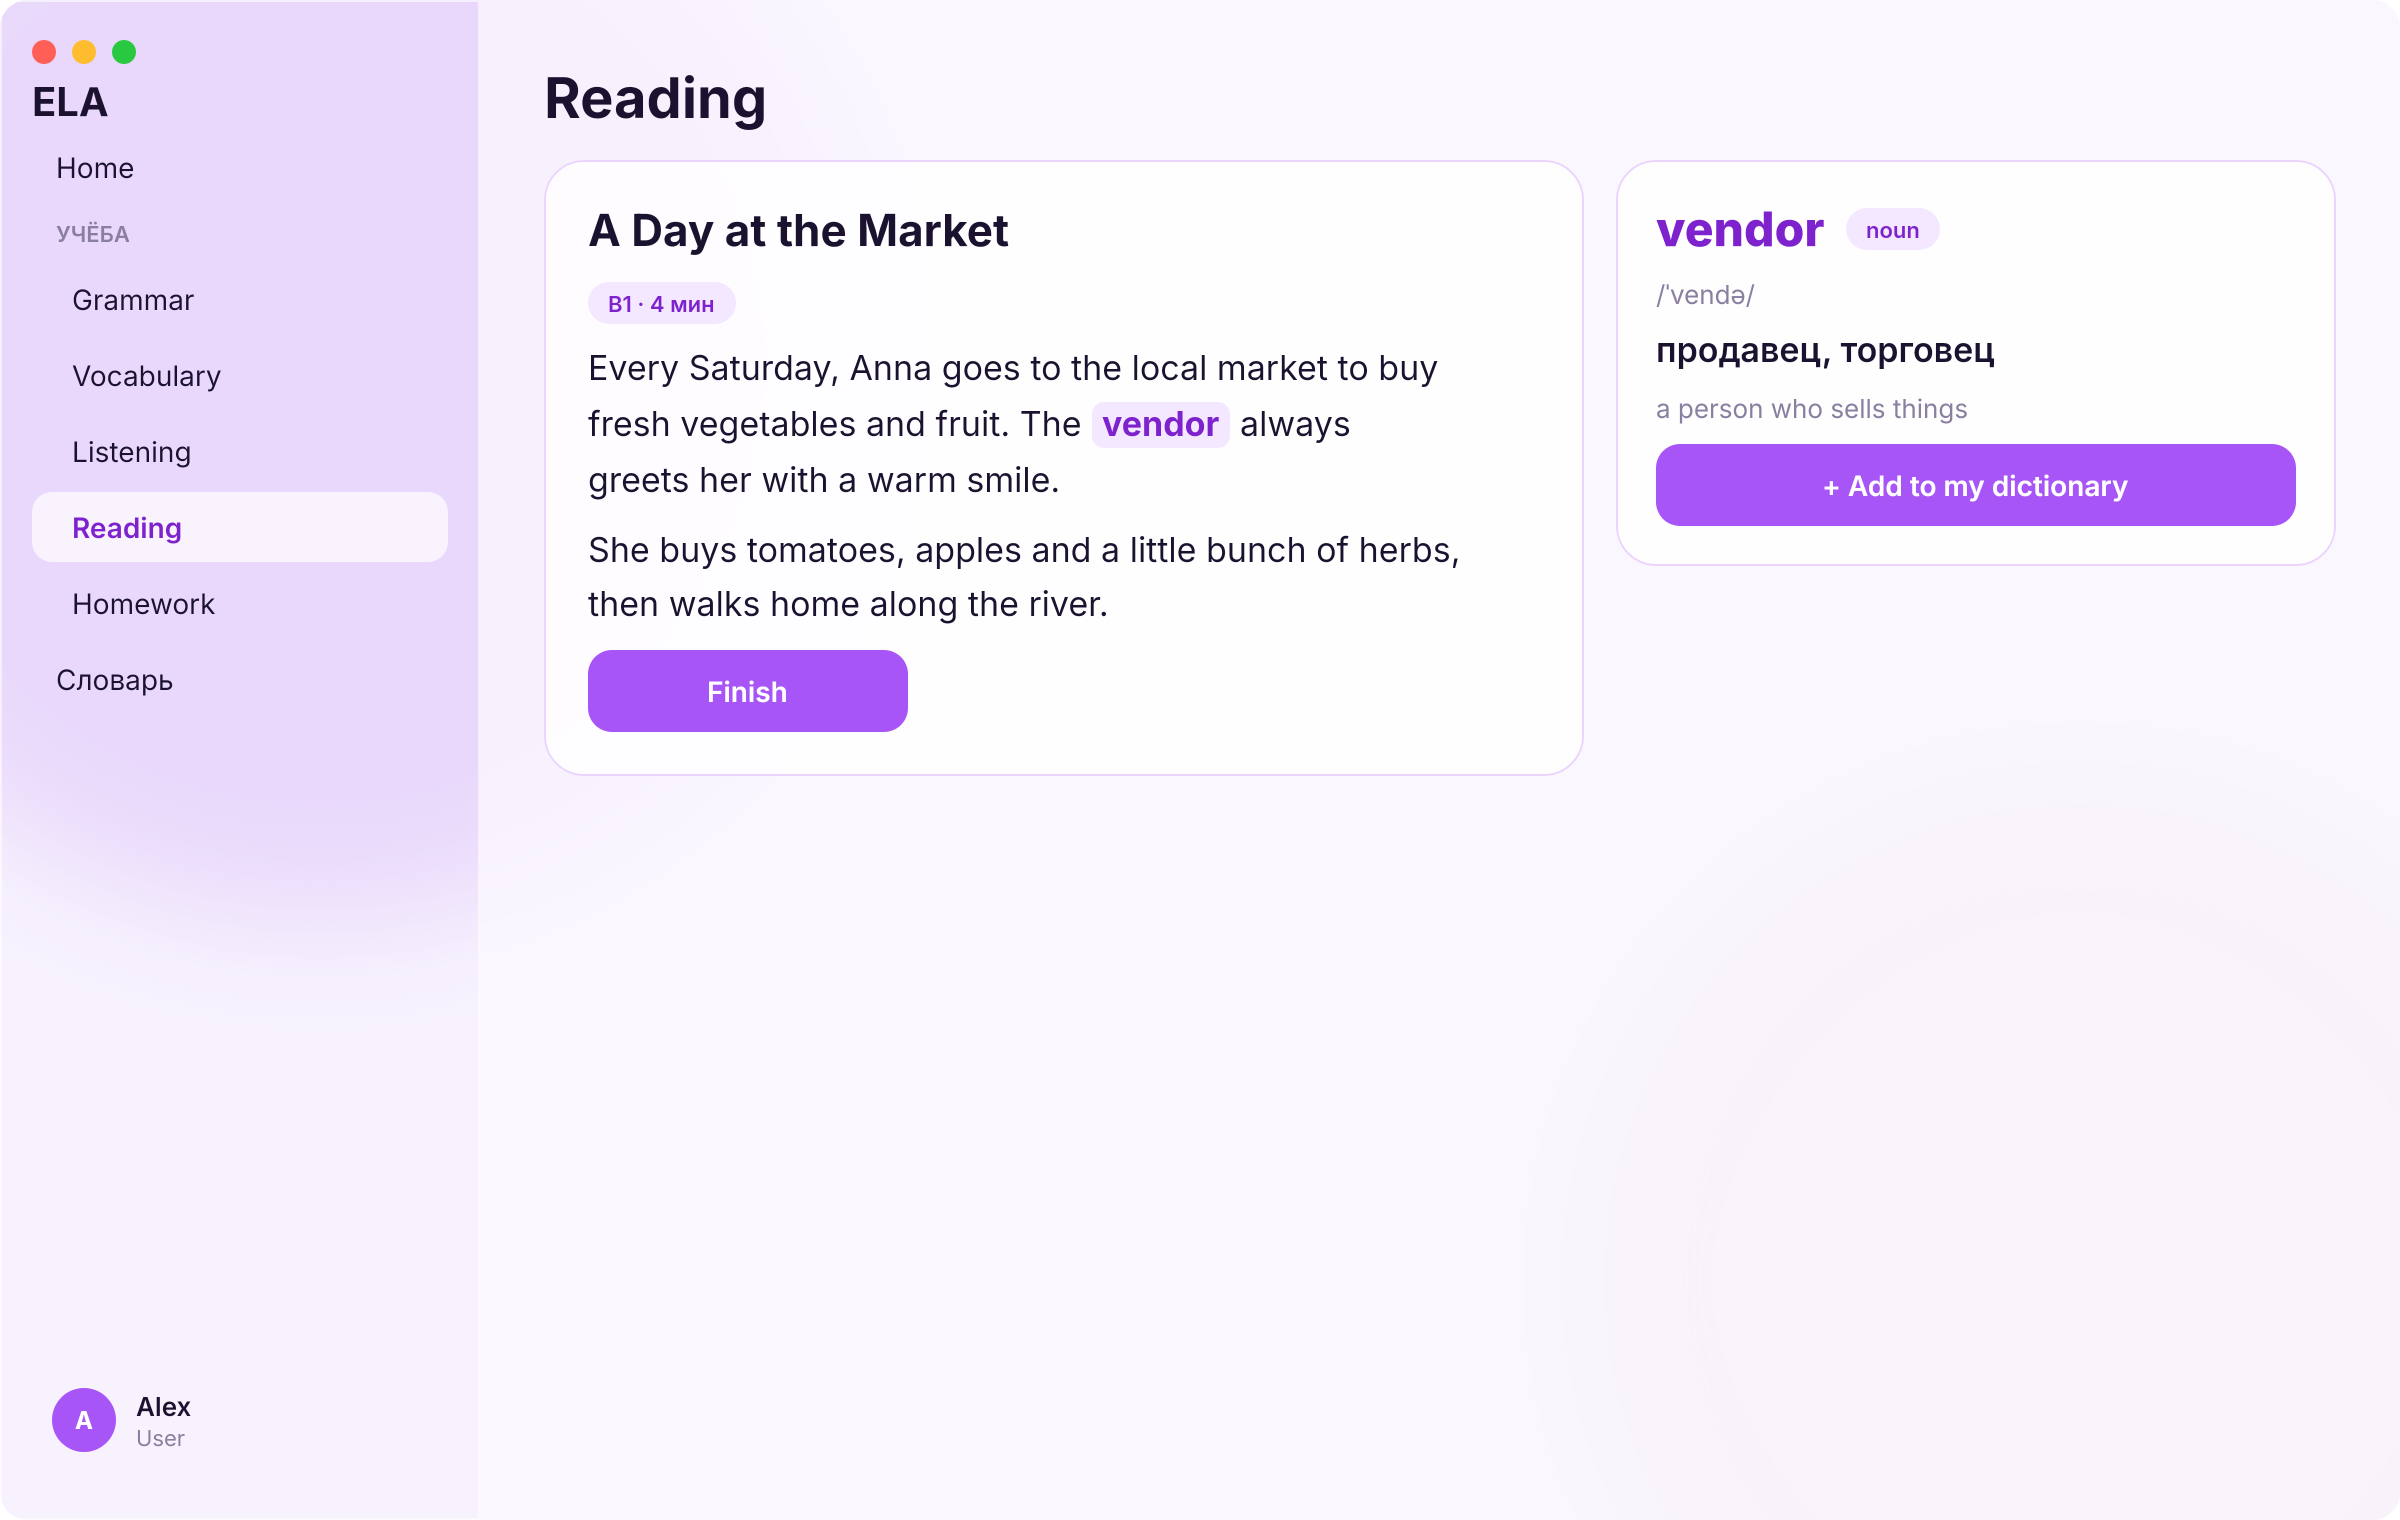 ELA
Home
УЧЁБА
Grammar
Vocabulary
Listening
Reading
Homework
Словарь
A
Alex
User
Reading
A Day at the Market
B1 · 4 мин
Every Saturday, Anna goes to the local market to buy
fresh vegetables and fruit. The vendor always
greets her with a warm smile.
She buys tomatoes, apples and a little bunch of herbs,
then walks home along the river.
Finish
vendor noun
/ˈvendə/
продавец, торговец
a person who sells things
+ Add to my dictionary